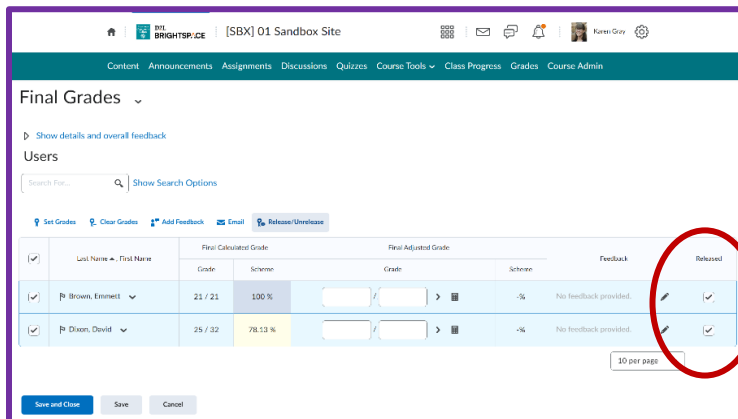 D2L BRIGHTSPACE [SBX] 01 Sandbox Site Karen Gray
Content Announcements Assignments Discussions Quizzes Course Tools Class Progress Grades Course Admin
Final Grades
Show details and overall feedback
Users
Search For... Show Search Options
Set Grades Clear Grades Add Feedback Email Release/Unrelease
Last Name, First Name Final Calculated Grade Final Adjusted Grade Feedback Released
Grade Scheme Grade Scheme
Brown, Emmett 21 / 21 100 % / -% No feedback provided.
Dixon, David 25 / 32 78.13 % / -% No feedback provided.
10 per page
Save and Close Save Cancel